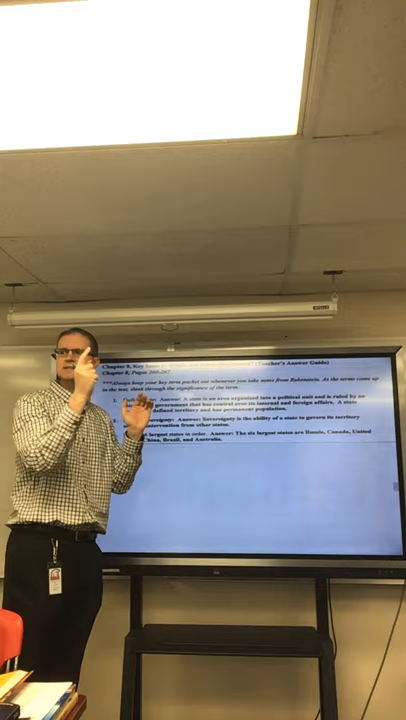 Chapter 8, Key Issue (Teacher's Answer Guide)
Chapter 8, Pages 260-267
***Always keep your key term packet out whenever you take notes from Rubenstein. As the terms come up
in the text, think through the significance of the term.
1. Answer: A state is an area organized into a political unit and is ruled by an
government that has control over its internal and foreign affairs. A state
defined territory and has permanent population.
Answer: Sovereignty is the ability of a state to govern its territory
intervention from other states.
largest states in order. Answer: The six largest states are Russia, Canada, United
China, Brazil, and Australia.